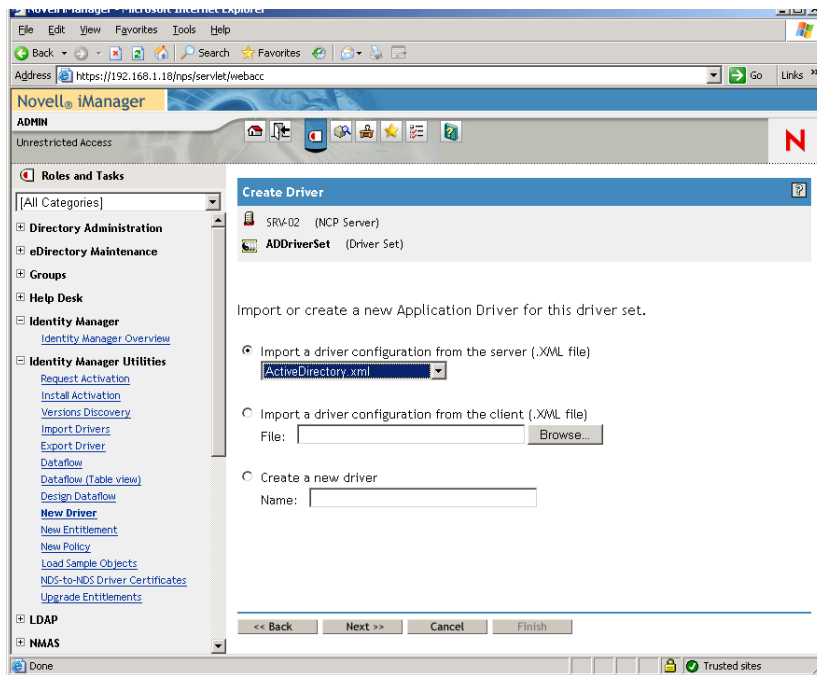 Novell iManager - Microsoft Internet Explorer
File Edit View Favorites Tools Help
Back Search Favorites
Address https://192.168.1.18/nps/servlet/webacc Go Links »
Novell® iManager
ADMIN
Unrestricted Access
N
Roles and Tasks
[All Categories]
Directory Administration
eDirectory Maintenance
Groups
Help Desk
Identity Manager
Identity Manager Overview
Identity Manager Utilities
Request Activation
Install Activation
Versions Discovery
Import Drivers
Export Driver
Dataflow
Dataflow (Table view)
Design Dataflow
New Driver
New Entitlement
New Policy
Load Sample Objects
NDS-to-NDS Driver Certificates
Upgrade Entitlements
LDAP
NMAS
Create Driver ?
SRV-02 (NCP Server)
ADDriverSet (Driver Set)
Import or create a new Application Driver for this driver set.
Import a driver configuration from the server (.XML file)
ActiveDirectory.xml
Import a driver configuration from the client (.XML file)
File: Browse...
Create a new driver
Name:
<< Back Next >> Cancel Finish
Done Trusted sites